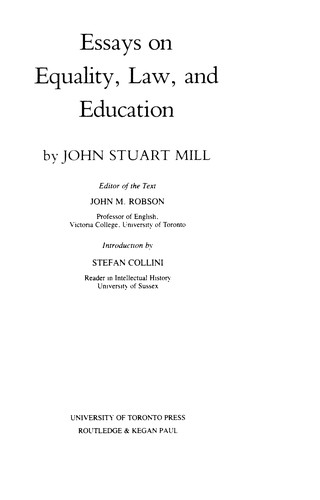 Essays on
Equality, Law, and
Education
by JOHN STUART MILL
Editor of the Text
JOHN M. ROBSON
Professor of English,
Victoria College, University of Toronto
Introduction by
STEFAN COLLINI
Reader in Intellectual History
University of Sussex
UNIVERSITY OF TORONTO PRESS
ROUTLEDGE & KEGAN PAUL